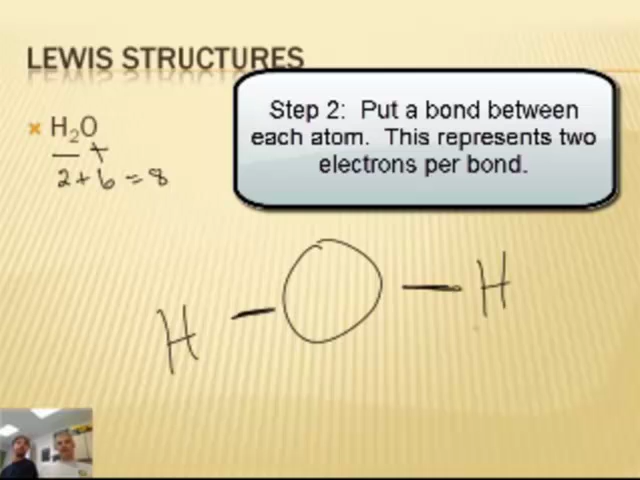 LEWIS STRUCTURES
Step 2: Put a bond between
each atom. This represents two
electrons per bond.
H₂O
+
2+6=8
H-O-H